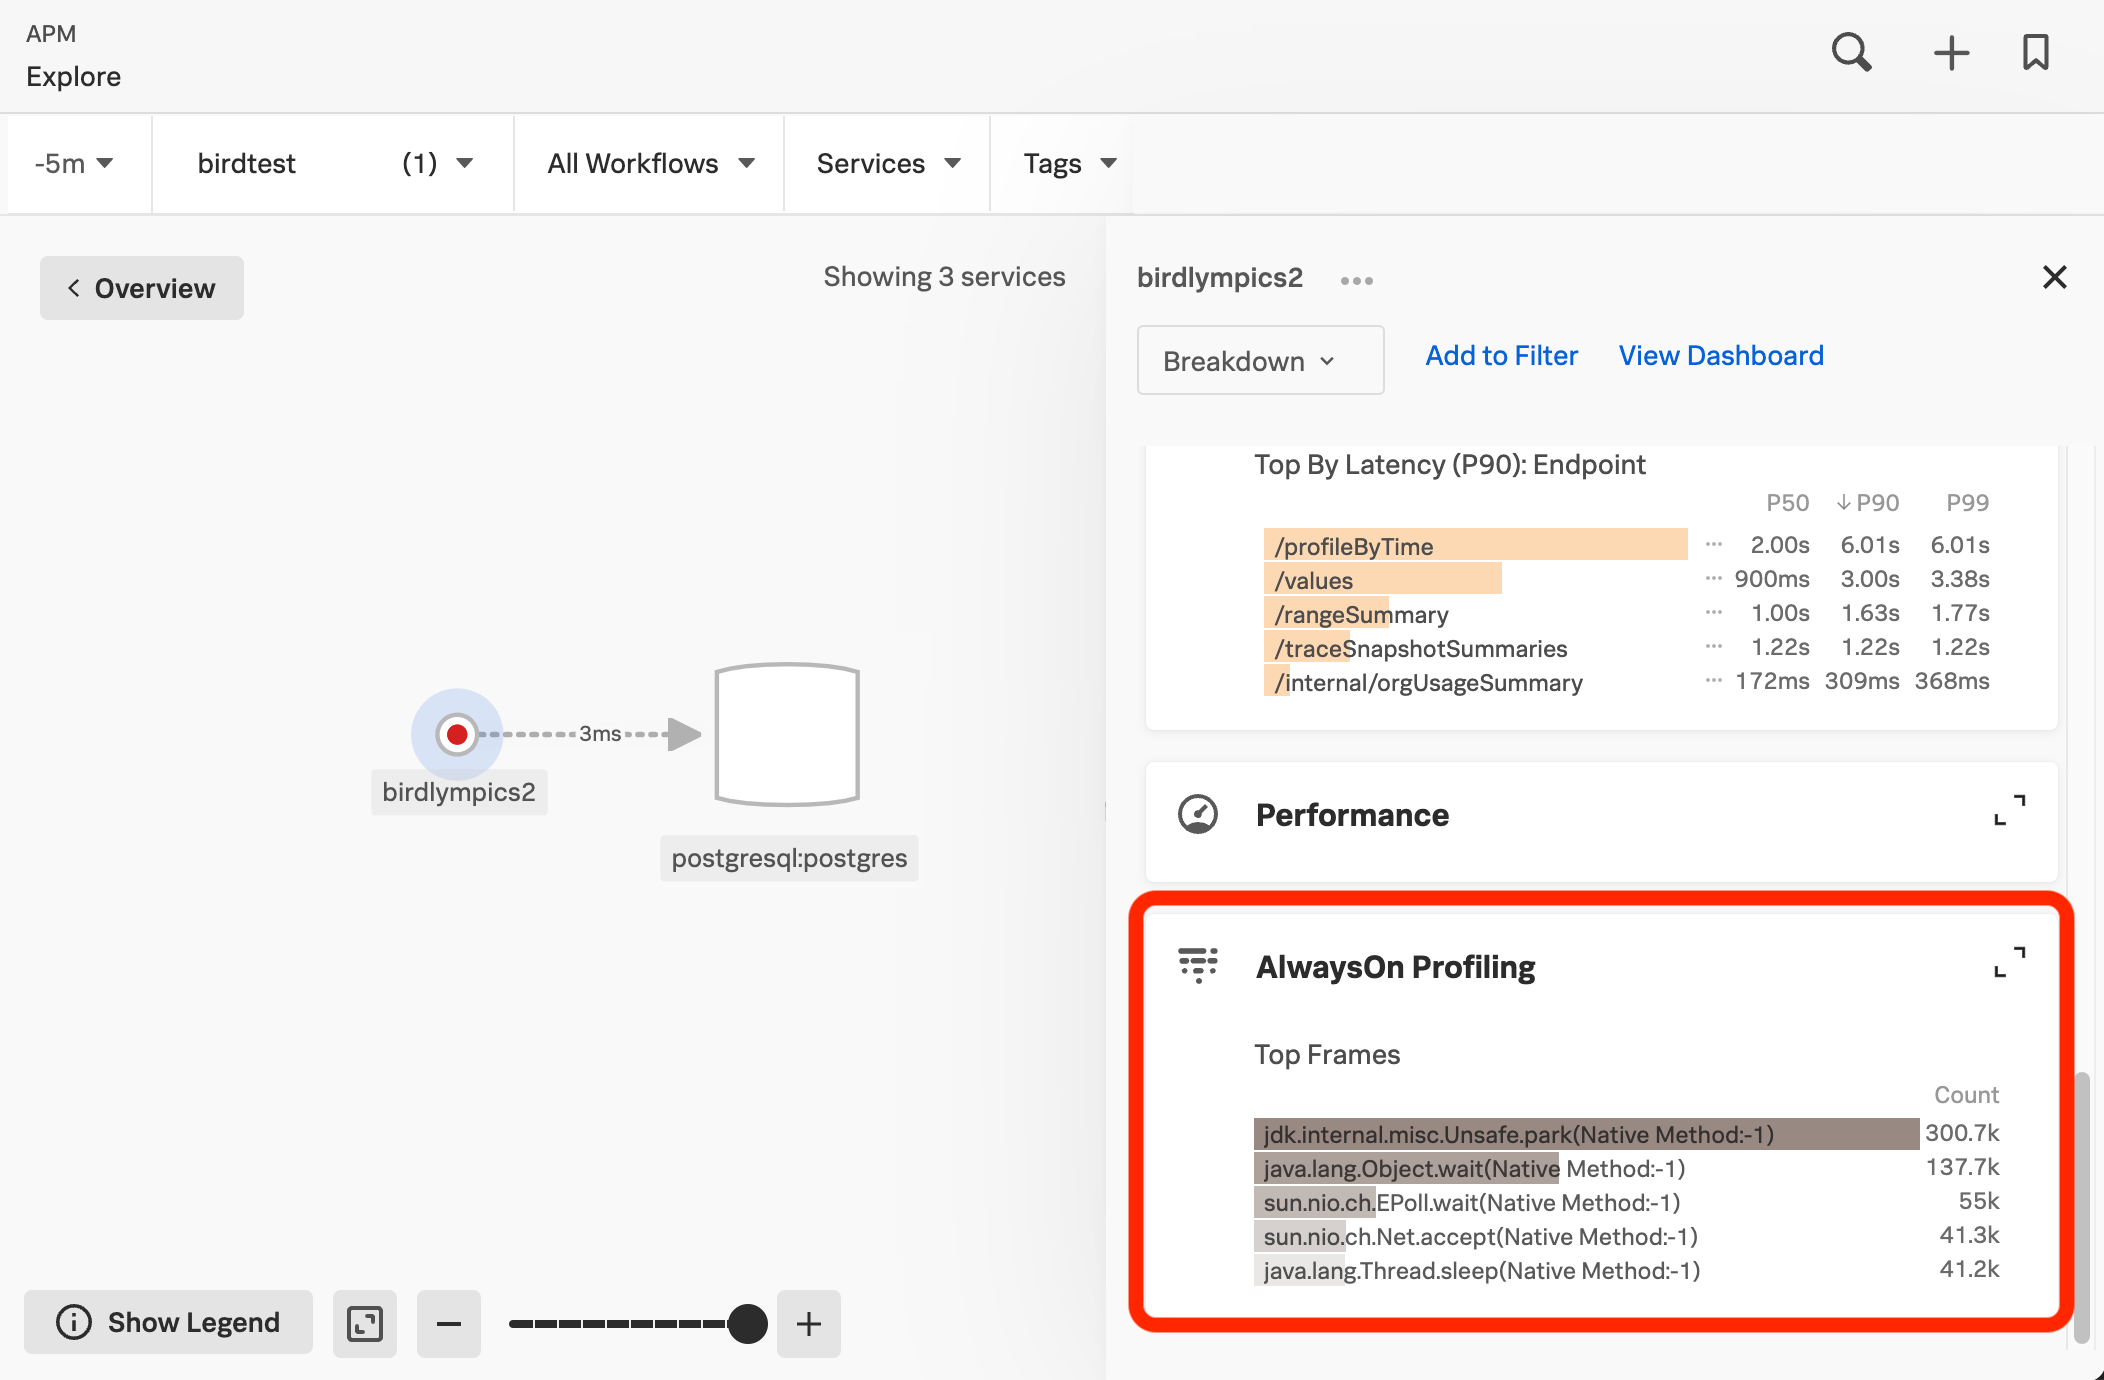 APM
Explore
-5m
birdtest (1)
All Workflows
Services
Tags
Overview
Showing 3 services
birdlympics2
3ms
postgresql:postgres
Show Legend
birdlympics2
Breakdown
Add to Filter
View Dashboard
Top By Latency (P90): Endpoint
P50 P90 P99
/profileByTime 2.00s 6.01s 6.01s
/values 900ms 3.00s 3.38s
/rangeSummary 1.00s 1.63s 1.77s
/traceSnapshotSummaries 1.22s 1.22s 1.22s
/internal/orgUsageSummary 172ms 309ms 368ms
Performance
AlwaysOn Profiling
Top Frames
Count
jdk.internal.misc.Unsafe.park(Native Method:-1) 300.7k
java.lang.Object.wait(Native Method:-1) 137.7k
sun.nio.ch.EPoll.wait(Native Method:-1) 55k
sun.nio.ch.Net.accept(Native Method:-1) 41.3k
java.lang.Thread.sleep(Native Method:-1) 41.2k